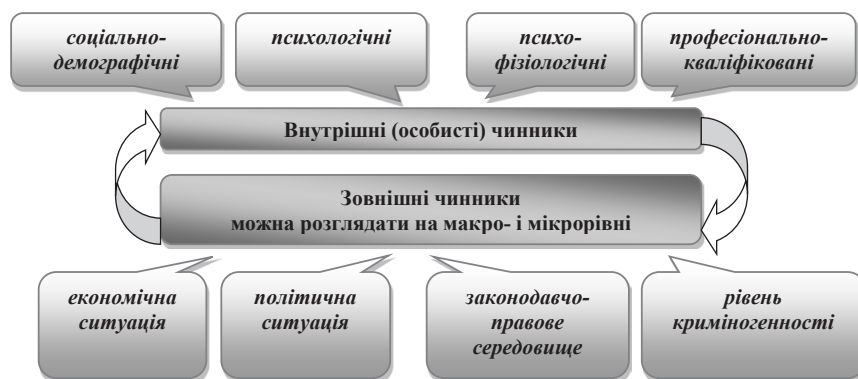 соціально-
демографічні
психологічні
психо-
фізіологічні
професіонально-
кваліфіковані
Внутрішні (особисті) чинники
Зовнішні чинники
можна розглядати на макро- і мікрорівні
економічна
ситуація
політична
ситуація
законодавчо-
правове
середовище
рівень
криміногенності